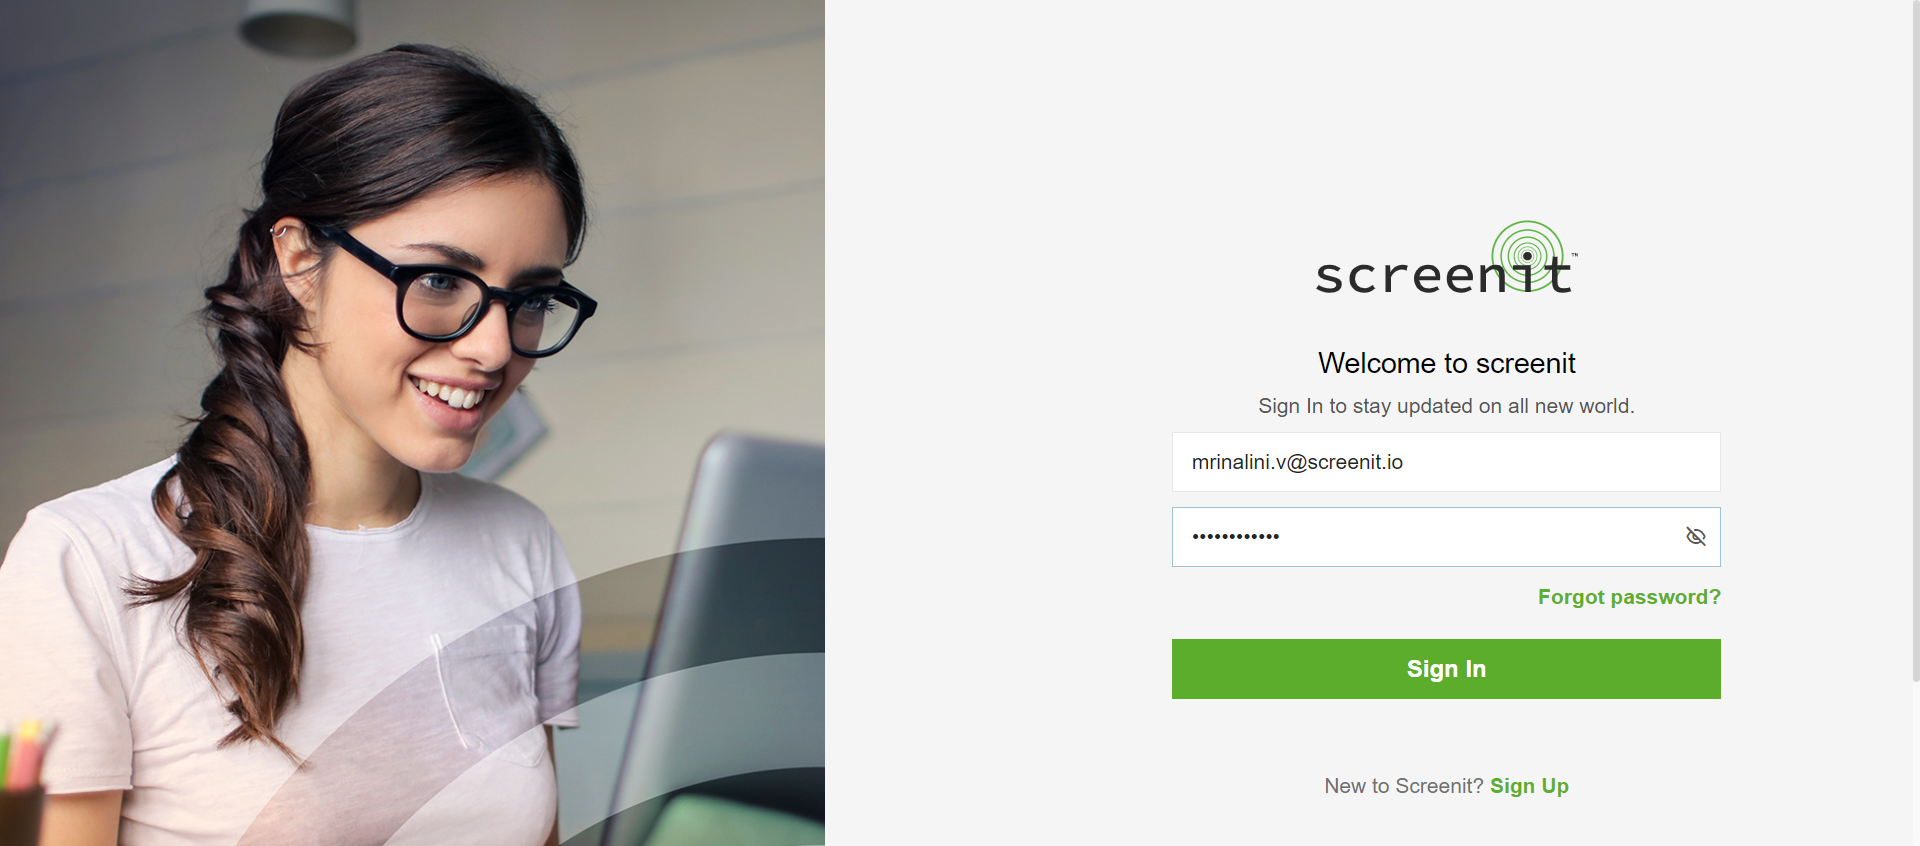 screenit™
Welcome to screenit
Sign In to stay updated on all new world.
mrinalini.v@screenit.io
••••••••••••
Forgot password?
Sign In
New to Screenit? Sign Up